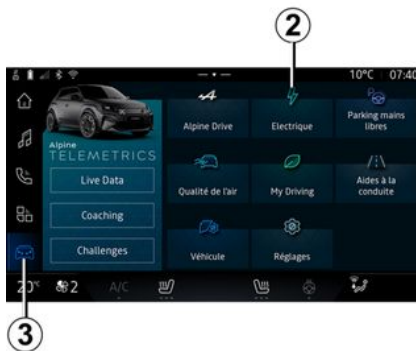 2
10°C 07:40
Alpine
TELEMETRICS
Live Data
Coaching
Challenges
Alpine Drive
Electrique
Parking mains
libres
Qualité de l'air
My Driving
Aides à la
conduite
Véhicule
Réglages
20°C
2
A/C
3